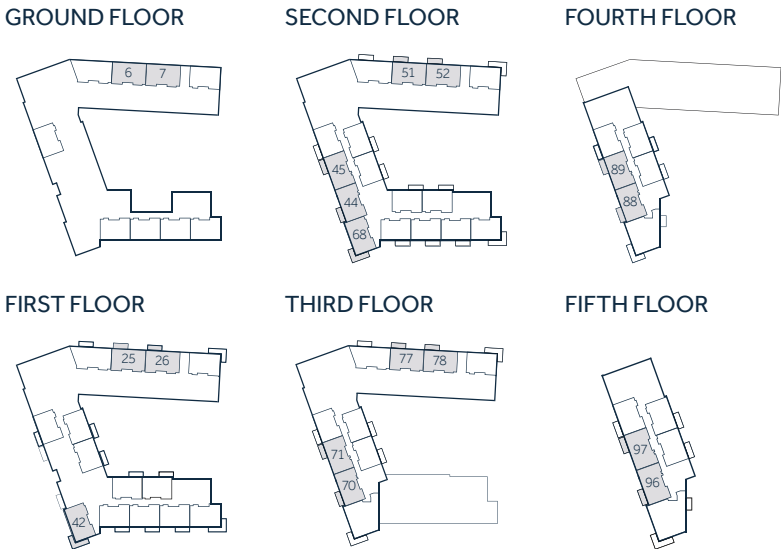 GROUND FLOOR
6 7
SECOND FLOOR
51 52
45
44
68
FOURTH FLOOR
89
88
FIRST FLOOR
25 26
42
THIRD FLOOR
77 78
71
70
FIFTH FLOOR
97
96